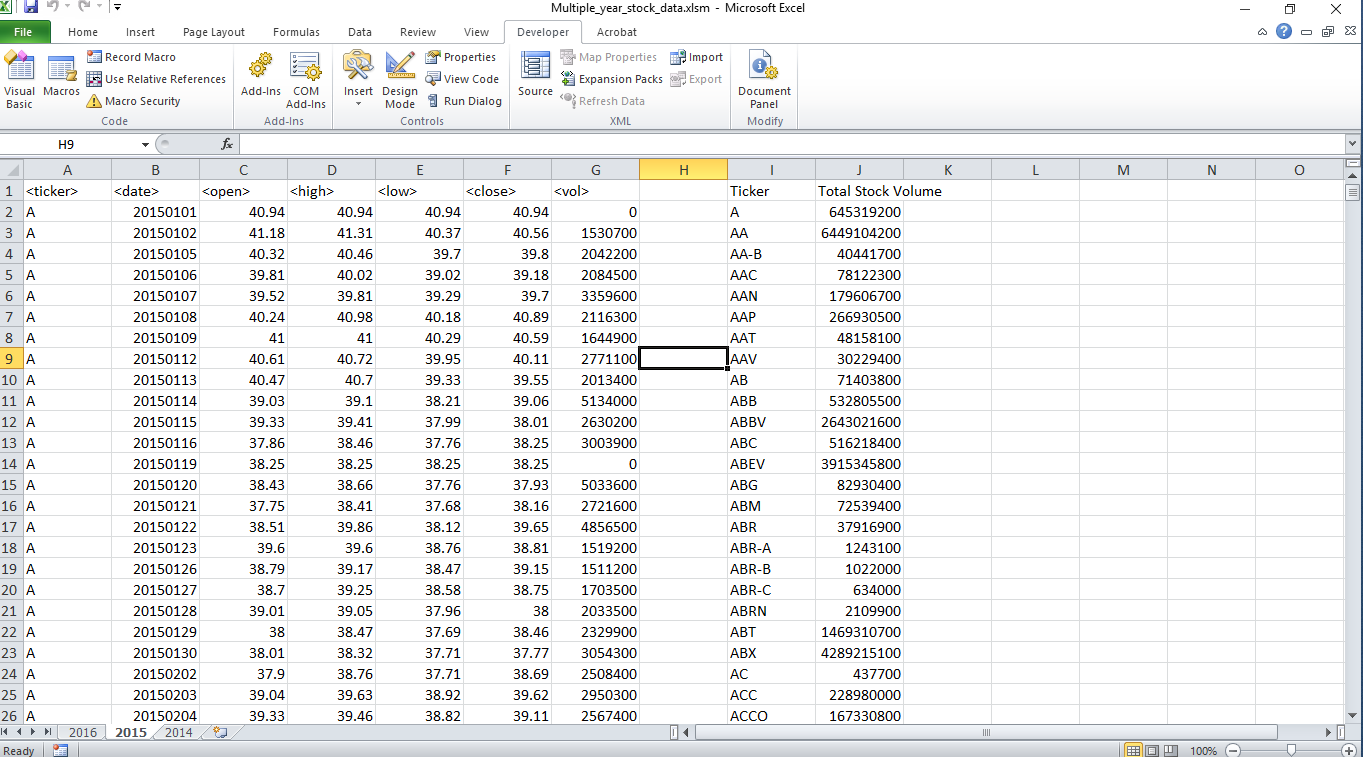 Multiple_year_stock_data.xlsm - Microsoft Excel
File Home Insert Page Layout Formulas Data Review View Developer Acrobat
Visual Basic Macros Record Macro Use Relative References Macro Security
Add-Ins COM Add-Ins
Insert Design Mode Properties View Code Run Dialog
Source Map Properties Expansion Packs Refresh Data Import Export
Document Panel
Code Add-Ins Controls XML Modify
H9 fx
A B C D E F G H I J K L M N O
1 <ticker> <date> <open> <high> <low> <close> <vol> Ticker Total Stock Volume
2 A 20150101 40.94 40.94 40.94 40.94 0 A 645319200
3 A 20150102 41.18 41.31 40.37 40.56 1530700 AA 6449104200
4 A 20150105 40.32 40.46 39.7 39.8 2042200 AA-B 40441700
5 A 20150106 39.81 40.02 39.02 39.18 2084500 AAC 78122300
6 A 20150107 39.52 39.81 39.29 39.7 3359600 AAN 179606700
7 A 20150108 40.24 40.98 40.18 40.89 2116300 AAP 266930500
8 A 20150109 41 41 40.29 40.59 1644900 AAT 48158100
9 A 20150112 40.61 40.72 39.95 40.11 2771100 AAV 30229400
10 A 20150113 40.47 40.7 39.33 39.55 2013400 AB 71403800
11 A 20150114 39.03 39.1 38.21 39.06 5134000 ABB 532805500
12 A 20150115 39.33 39.41 37.99 38.01 2630200 ABBV 2643021600
13 A 20150116 37.86 38.46 37.76 38.25 3003900 ABC 516218400
14 A 20150119 38.25 38.25 38.25 38.25 0 ABEV 3915345800
15 A 20150120 38.43 38.66 37.76 37.93 5033600 ABG 82930400
16 A 20150121 37.75 38.41 37.68 38.16 2721600 ABM 72539400
17 A 20150122 38.51 39.86 38.12 39.65 4856500 ABR 37916900
18 A 20150123 39.6 39.6 38.76 38.81 1519200 ABR-A 1243100
19 A 20150126 38.79 39.17 38.47 39.15 1511200 ABR-B 1022000
20 A 20150127 38.7 39.25 38.58 38.75 1703500 ABR-C 634000
21 A 20150128 39.01 39.05 37.96 38 2033500 ABRN 2109900
22 A 20150129 38 38.47 37.69 38.46 2329900 ABT 1469310700
23 A 20150130 38.01 38.32 37.71 37.77 3054300 ABX 4289215100
24 A 20150202 37.9 38.76 37.71 38.69 2508400 AC 437700
25 A 20150203 39.04 39.63 38.92 39.62 2950300 ACC 228980000
26 A 20150204 39.33 39.46 38.82 39.11 2567400 ACCO 167330800
2016 2015 2014
Ready 100%